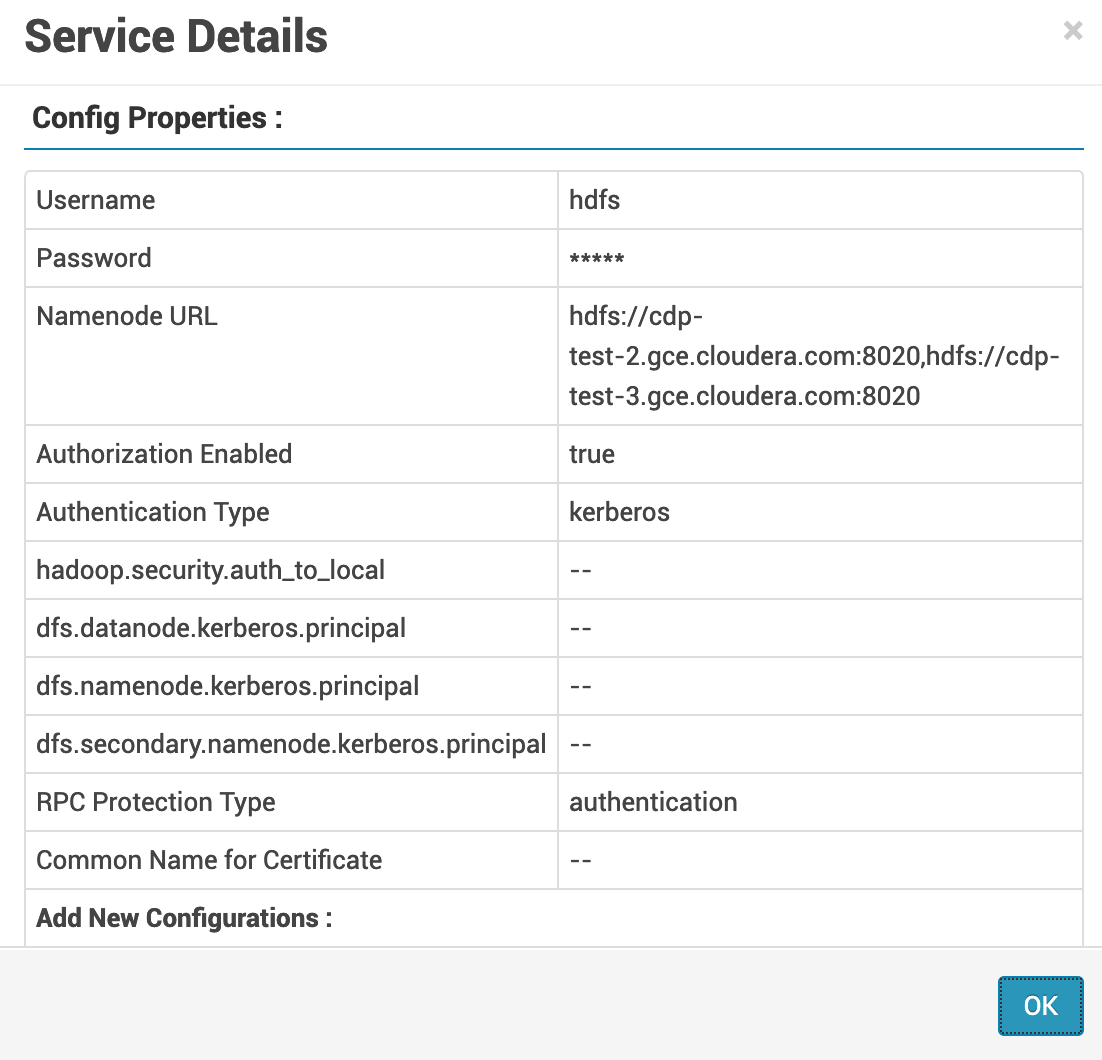 Service Details
×
Config Properties :
Username hdfs
Password *****
Namenode URL hdfs://cdp-
test-2.gce.cloudera.com:8020,hdfs://cdp-
test-3.gce.cloudera.com:8020
Authorization Enabled true
Authentication Type kerberos
hadoop.security.auth_to_local --
dfs.datanode.kerberos.principal --
dfs.namenode.kerberos.principal --
dfs.secondary.namenode.kerberos.principal --
RPC Protection Type authentication
Common Name for Certificate --
Add New Configurations :
OK